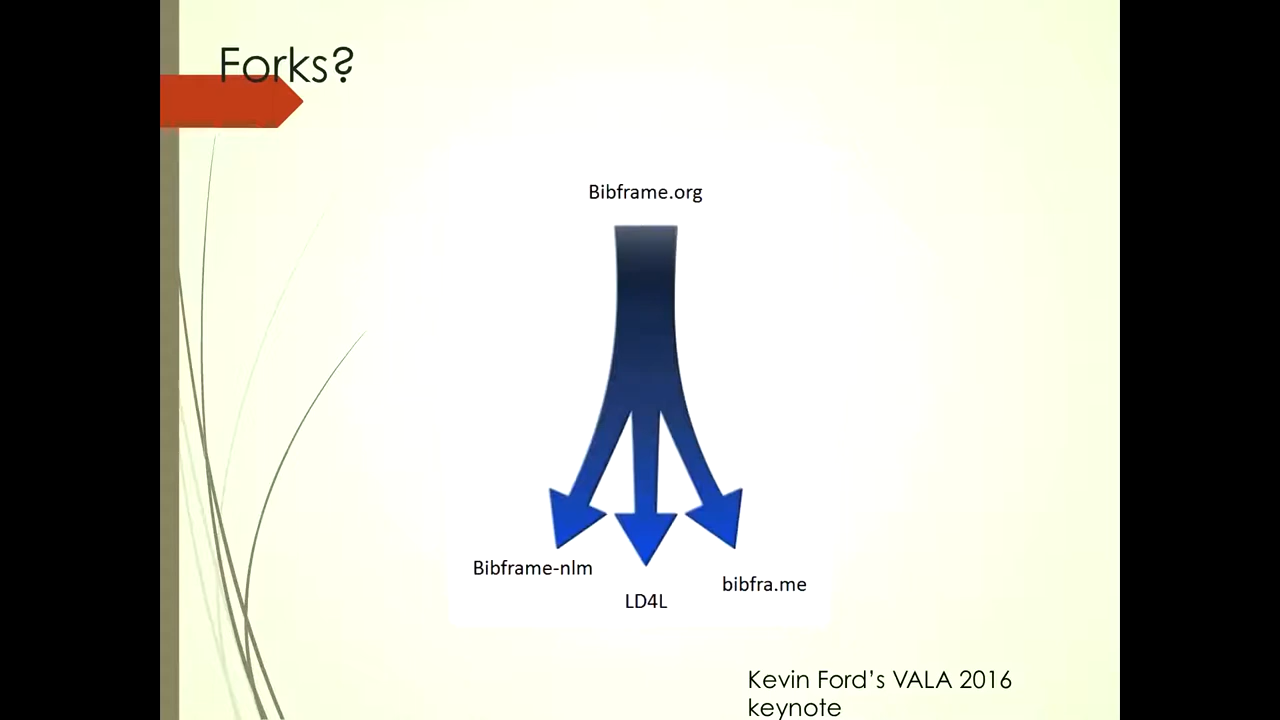 Forks?
Bibframe.org
Bibframe-nlm
LD4L
bibfra.me
Kevin Ford's VALA 2016
keynote